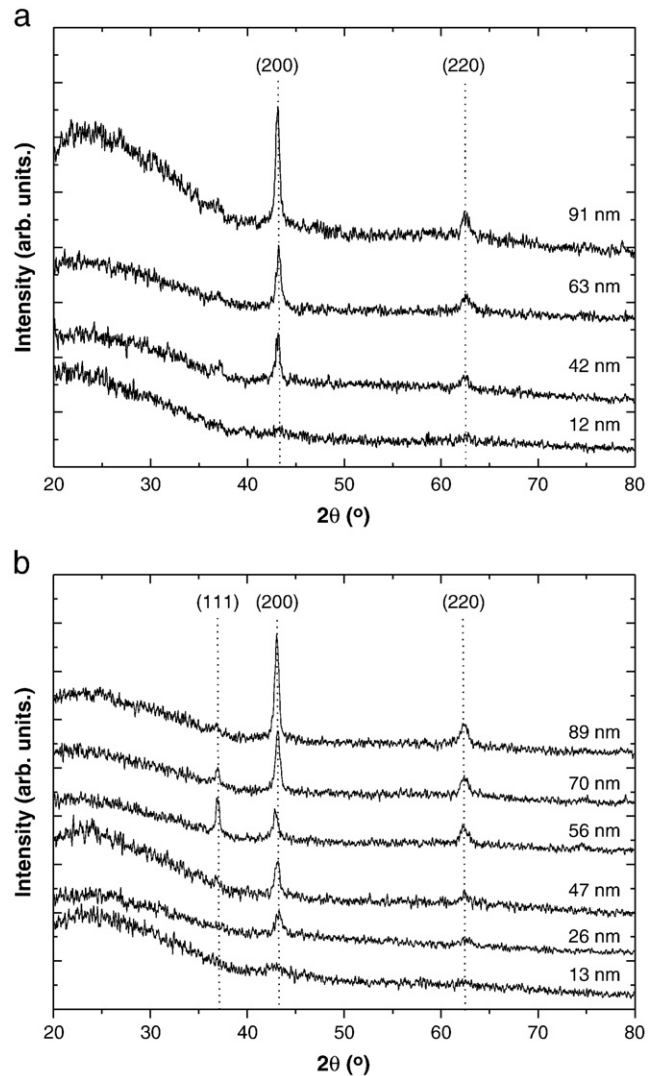 a
(200) (220)
91 nm
63 nm
42 nm
12 nm
Intensity (arb. units.)
20 30 40 50 60 70 80
2θ (º)
b
(111) (200) (220)
89 nm
70 nm
56 nm
47 nm
26 nm
13 nm
Intensity (arb. units.)
20 30 40 50 60 70 80
2θ (º)